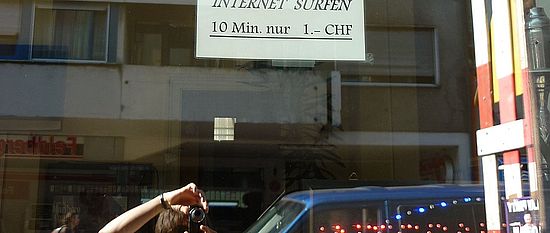 INTERNET SURFEN
10 Min. nur 1.- CHF